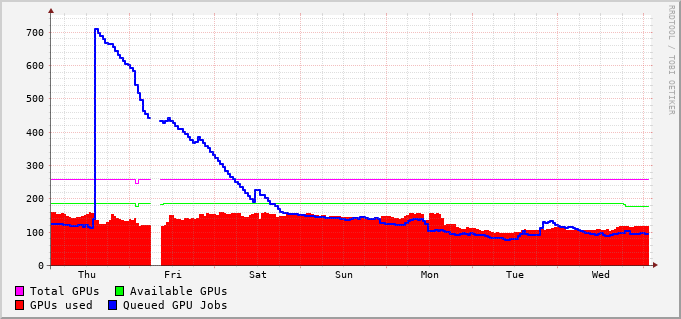 700
600
500
400
300
200
100
0
Thu Fri Sat Sun Mon Tue Wed
Total GPUs Available GPUs
GPUs used Queued GPU Jobs
RRDTOOL / TOBI OETIKER